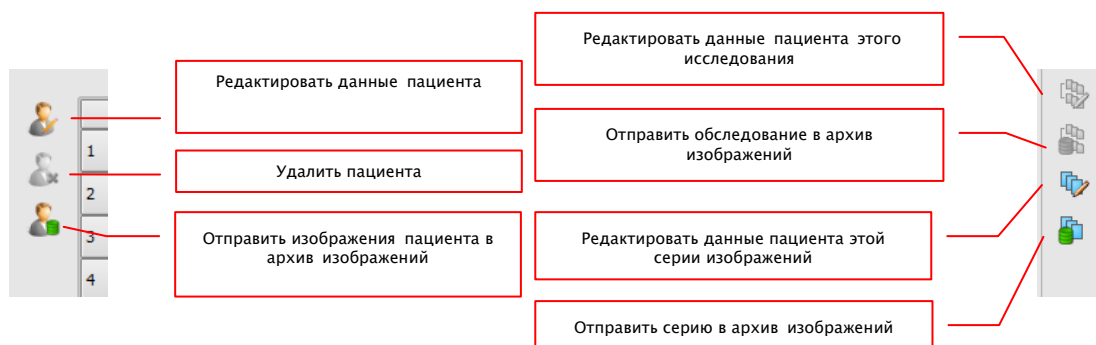 Редактировать данные пациента
1
Удалить пациента
2
Отправить изображения пациента в
архив изображений
3
4
Редактировать данные пациента этого
исследования
Отправить обследование в архив
изображений
Редактировать данные пациента этой
серии изображений
Отправить серию в архив изображений